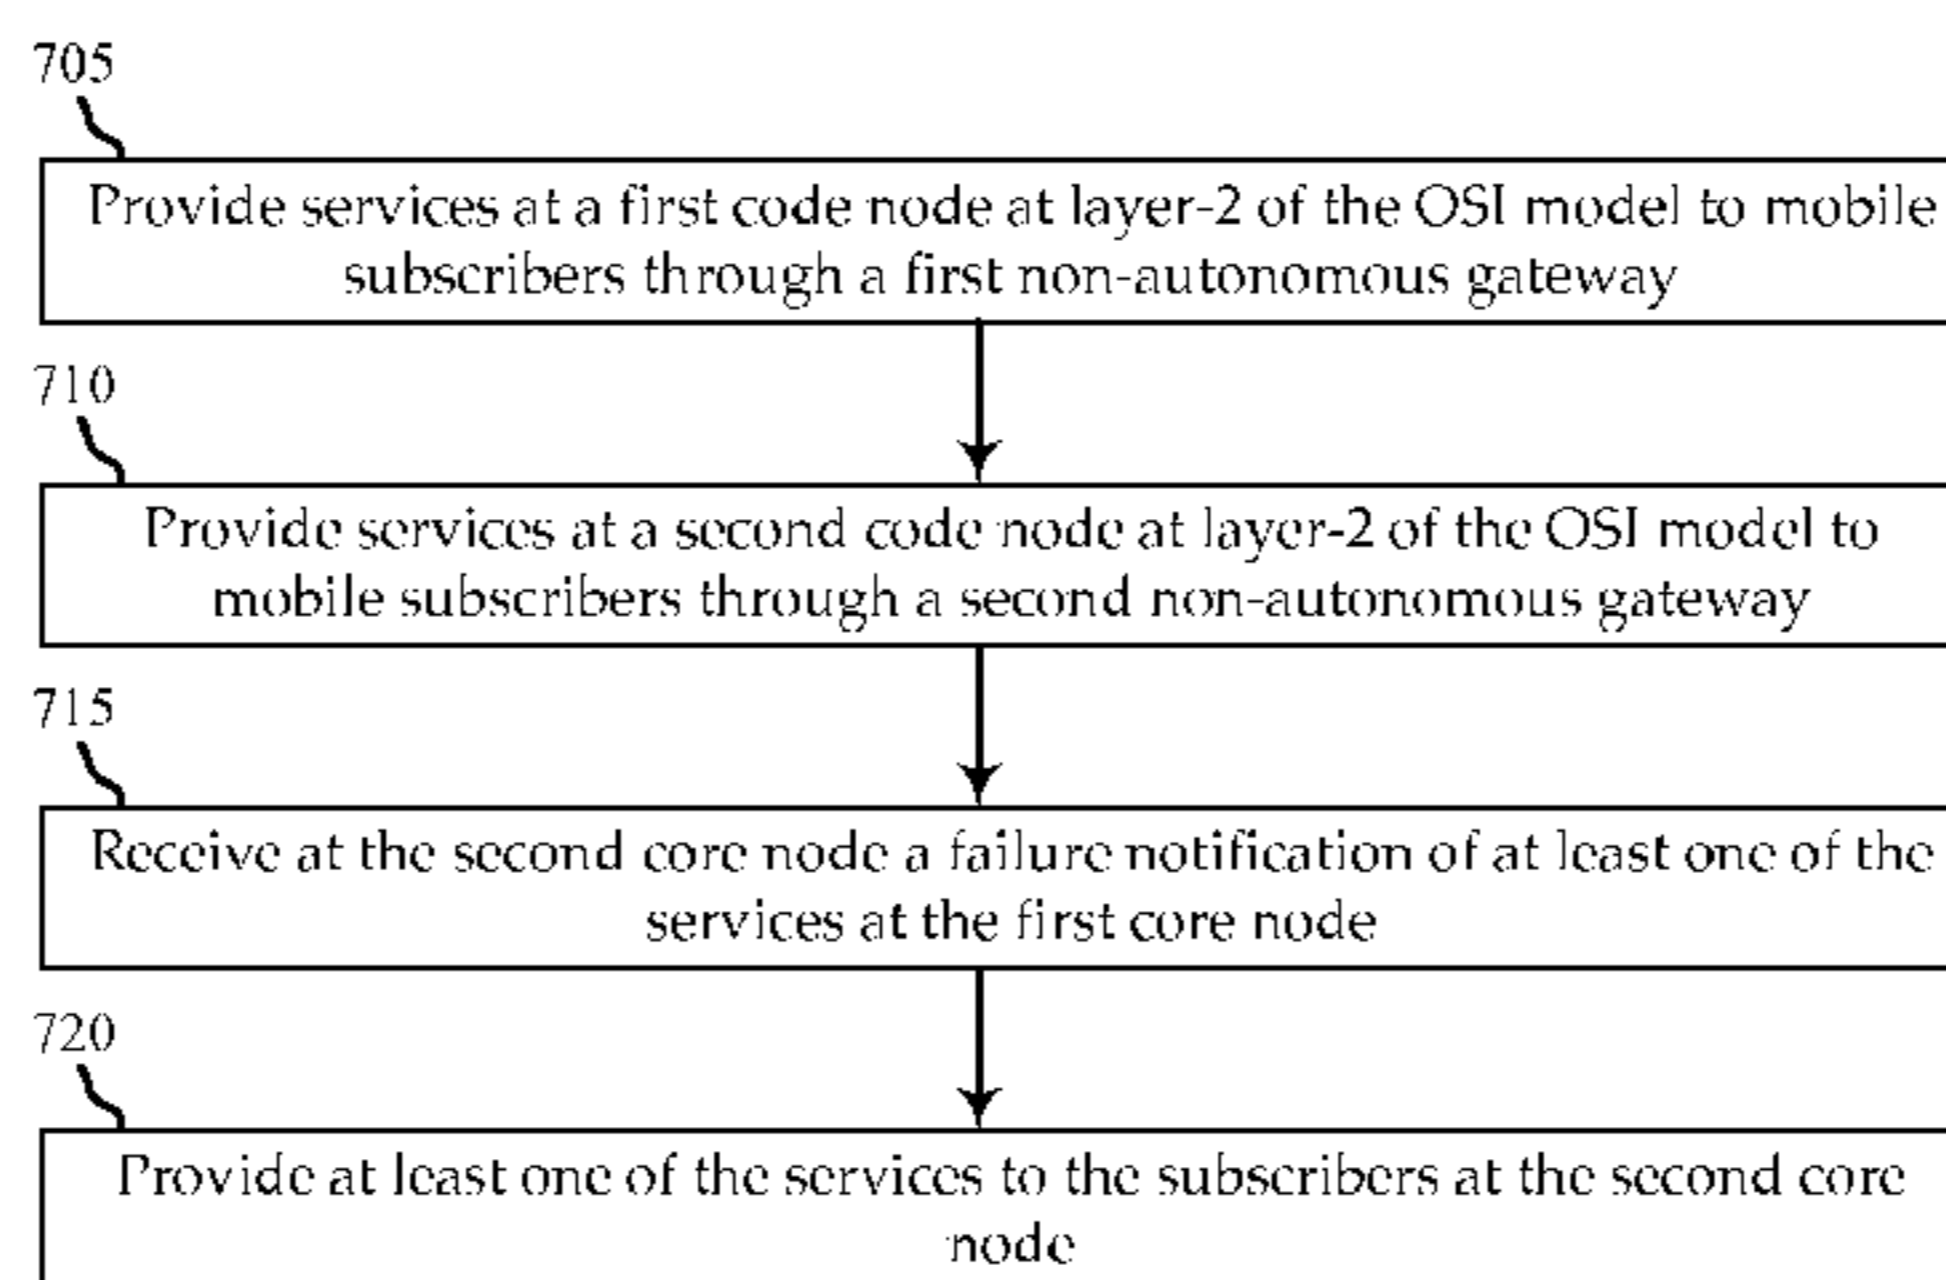 705
Provide services at a first code node at layer-2 of the OSI model to mobile
subscribers through a first non-autonomous gateway
710
Provide services at a second code node at layer-2 of the OSI model to
mobile subscribers through a second non-autonomous gateway
715
Receive at the second core node a failure notification of at least one of the
services at the first core node
720
Provide at least one of the services to the subscribers at the second core
node